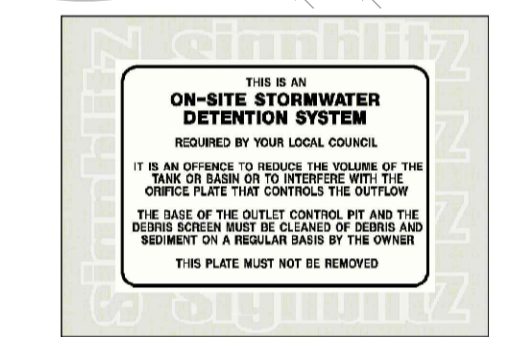 signblitz
THIS IS AN
ON-SITE STORMWATER
DETENTION SYSTEM
REQUIRED BY YOUR LOCAL COUNCIL
IT IS AN OFFENCE TO REDUCE THE VOLUME OF THE
TANK OR BASIN OR TO INTERFERE WITH THE
ORIFICE PLATE THAT CONTROLS THE OUTFLOW
THE BASE OF THE OUTLET CONTROL PIT AND THE
DEBRIS SCREEN MUST BE CLEANED OF DEBRIS AND
SEDIMENT ON A REGULAR BASIS BY THE OWNER
THIS PLATE MUST NOT BE REMOVED
signblitz